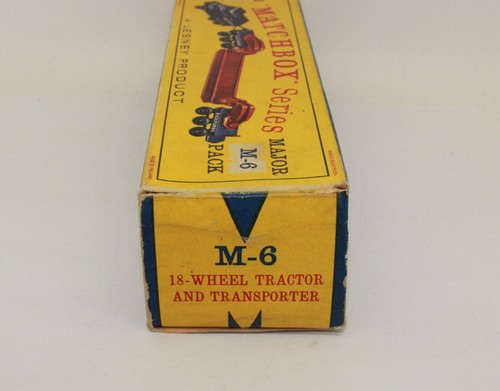 "MATCHBOX" Series
A LESNEY PRODUCT
MAJOR
M-6
PACK
M-6
18-WHEEL TRACTOR
AND TRANSPORTER